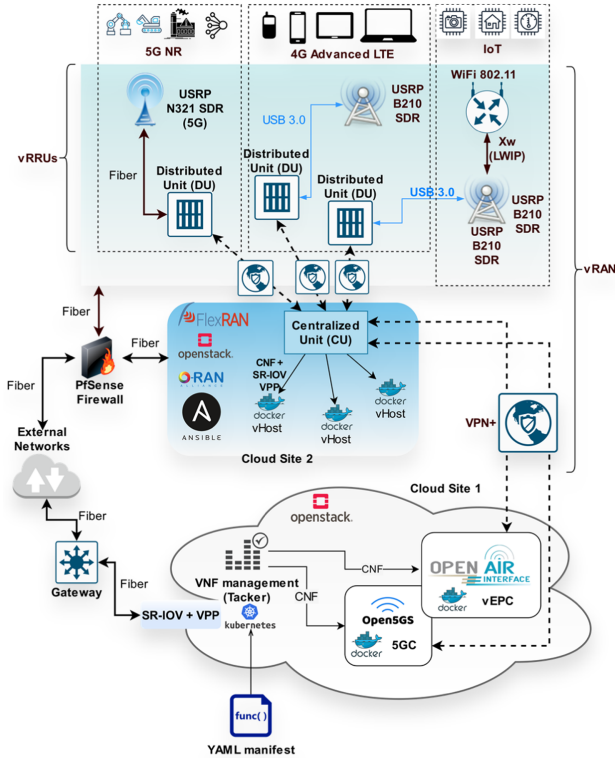 5G NR
4G Advanced LTE
IoT
USRP
N321 SDR
(5G)
USB 3.0
USRP
B210
SDR
WiFi 802.11
Xw
(LWIP)
vRRUs
Fiber
Distributed
Unit (DU)
Distributed
Unit (DU)
Distributed
Unit (DU)
USB 3.0
USRP
B210
SDR
USRP
B210
SDR
vRAN
Fiber
FlexRAN
openstack.
O-RAN
ALLIANCE
ANSIBLE
Centralized
Unit (CU)
CNF +
SR-IOV
VPP
docker
vHost
docker
vHost
docker
vHost
Cloud Site 2
Fiber
PfSense
Firewall
Fiber
External
Networks
Fiber
Gateway
Fiber
SR-IOV + VPP
VPN+
Cloud Site 1
openstack.
VNF management
(Tacker)
kubernetes
CNF
CNF
OPEN AIR
INTERFACE
docker
vEPC
Open5GS
5GC
docker
func()
YAML manifest